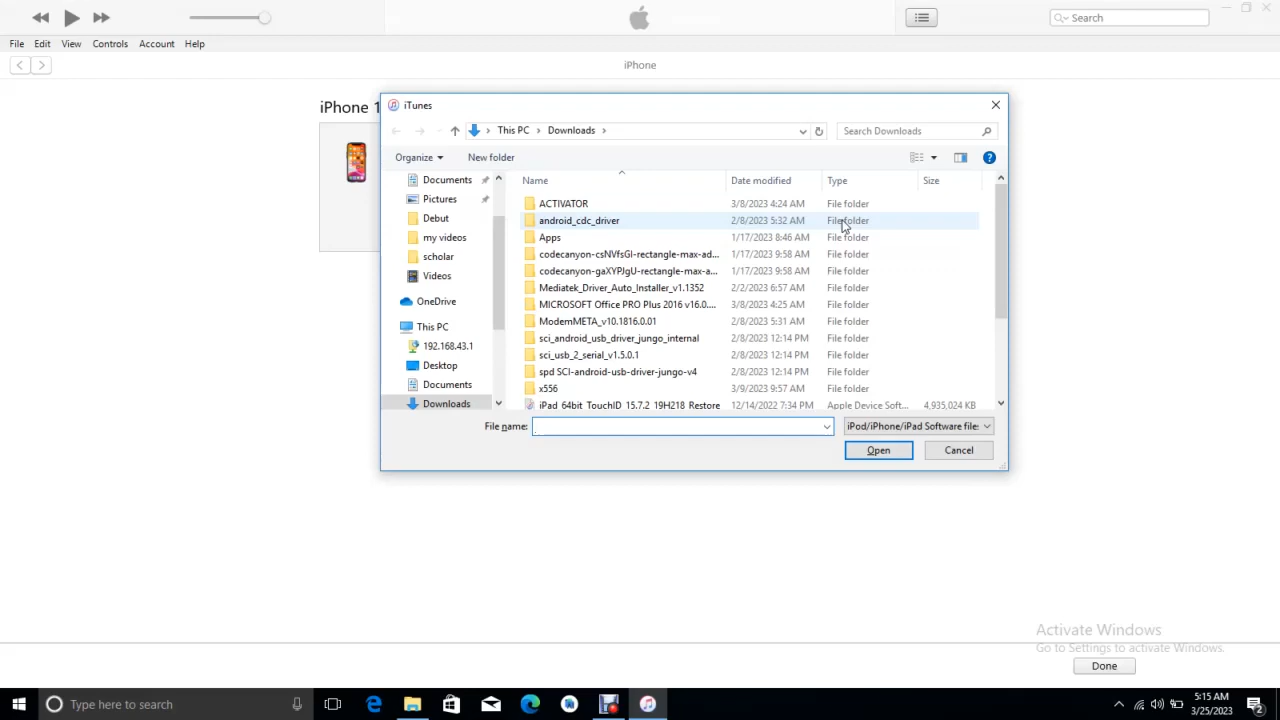 Search
File Edit View Controls Account Help
iPhone
iPhone 1
iTunes
This PC > Downloads >
Search Downloads
Organize New folder
Documents
Pictures
Debut
my videos
scholar
Videos
OneDrive
This PC
192.168.43.1
Desktop
Documents
Downloads
Name Date modified Type Size
ACTIVATOR 3/8/2023 4:24 AM File folder
android_cdc_driver 2/8/2023 5:32 AM File folder
Apps 1/17/2023 8:46 AM File folder
codecanyon-csNVfsGI-rectangle-max-ad... 1/17/2023 9:58 AM File folder
codecanyon-gaXYPJgU-rectangle-max-a... 1/17/2023 9:58 AM File folder
Mediatek_Driver_Auto_Installer_v1.1352 2/2/2023 6:57 AM File folder
MICROSOFT Office PRO Plus 2016 v16.0.... 3/8/2023 4:25 AM File folder
ModemMETA_v10.1816.0.01 2/8/2023 5:31 AM File folder
sci_android_usb_driver_jungo_internal 2/8/2023 12:14 PM File folder
sci_usb_2_serial_v1.5.0.1 2/8/2023 12:14 PM File folder
spd SCI-android-usb-driver-jungo-v4 2/8/2023 12:14 PM File folder
x556 3/9/2023 9:57 AM File folder
iPad_64bit_TouchID_15.7.2_19H218_Restore 12/14/2022 7:34 PM Apple Device Soft... 4,935,024 KB
File name: iPod/iPhone/iPad Software files
Open Cancel
Activate Windows
Go to Settings to activate Windows.
Done
Type here to search
5:15 AM
3/25/2023
2